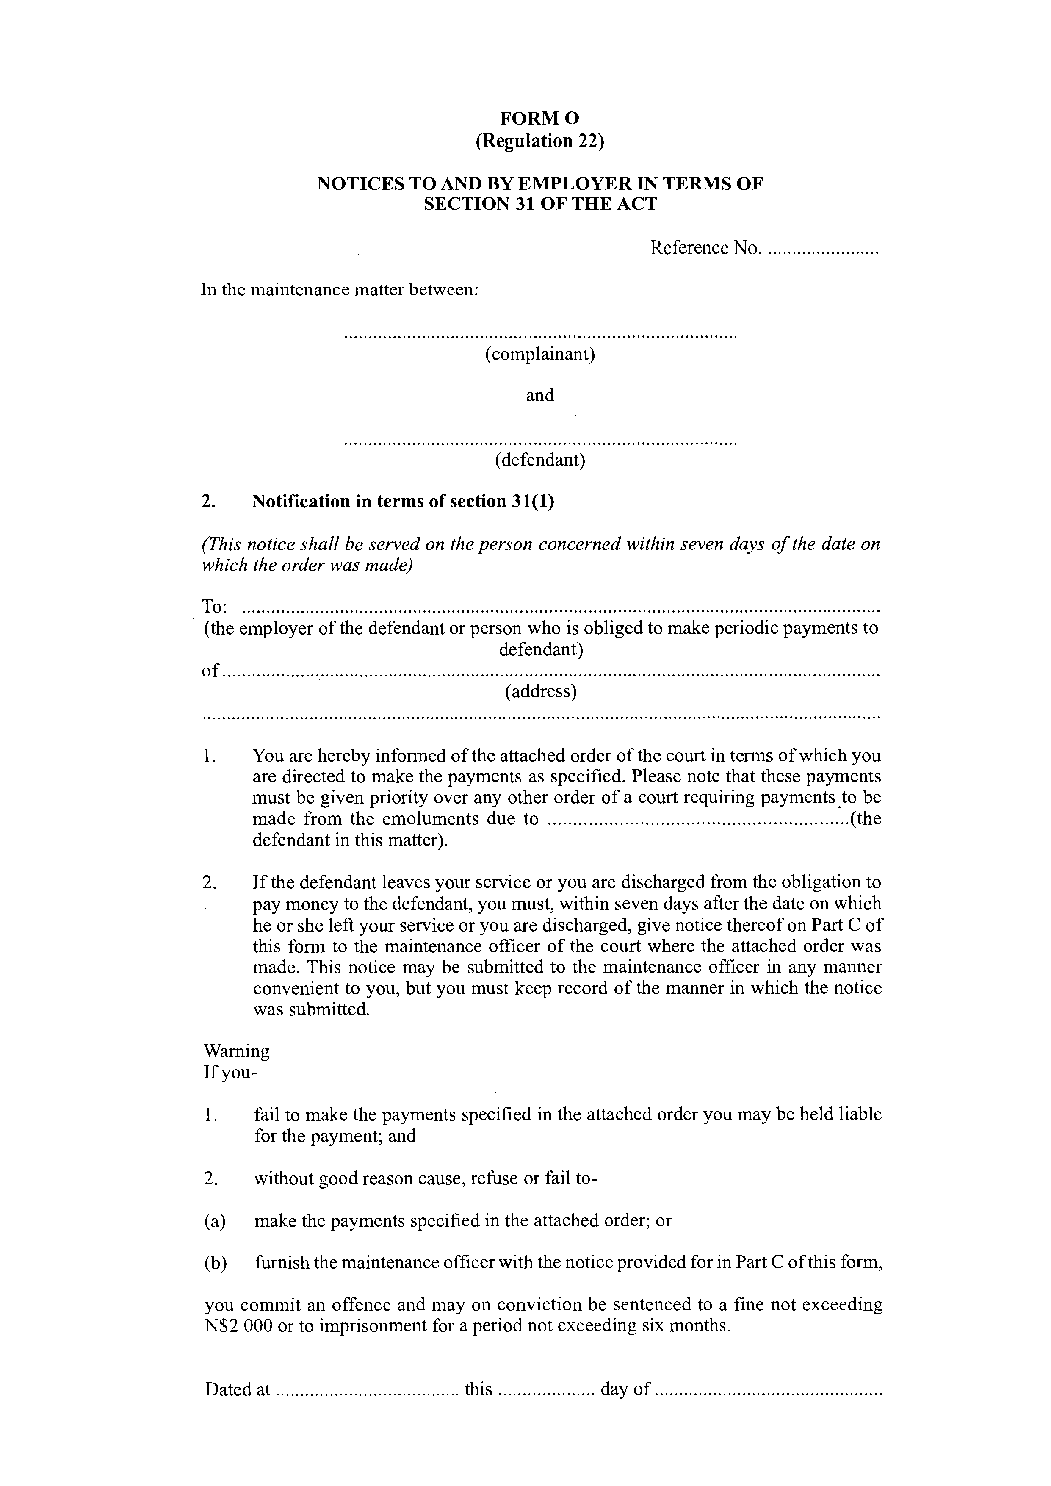 FORM O
(Regulation 22)
NOTICES TO AND BY EMPLOYER IN TERMS OF
SECTION 31 OF THE ACT
Reference No. .......................
In the maintenance matter between:
.................................................................................
(complainant)
and
.................................................................................
(defendant)
2. Notification in terms of section 31(1)
(This notice shall be served on the person concerned within seven days of the date on
which the order was made)
To: ....................................................................................................................................
(the employer of the defendant or person who is obliged to make periodic payments to
defendant)
of........................................................................................................................................
(address)
............................................................................................................................................
1. You are hereby informed of the attached order of the court in terms of which you
are directed to make the payments as specified. Please note that these payments
must be given priority over any other order of a court requiring payments to be
made from the emoluments due to ..........................................................(the
defendant in this matter).
2. If the defendant leaves your service or you are discharged from the obligation to
pay money to the defendant, you must, within seven days after the date on which
he or she left your service or you are discharged, give notice thereof on Part C of
this form to the maintenance officer of the court where the attached order was
made. This notice may be submitted to the maintenance officer in any manner
convenient to you, but you must keep record of the manner in which the notice
was submitted.
Warning
If you-
1. fail to make the payments specified in the attached order you may be held liable
for the payment; and
2. without good reason cause, refuse or fail to-
(a) make the payments specified in the attached order; or
(b) furnish the maintenance officer with the notice provided for in Part C of this form,
you commit an offence and may on conviction be sentenced to a fine not exceeding
N$2 000 or to imprisonment for a period not exceeding six months.
Dated at ...................................... this .................... day of ...............................................